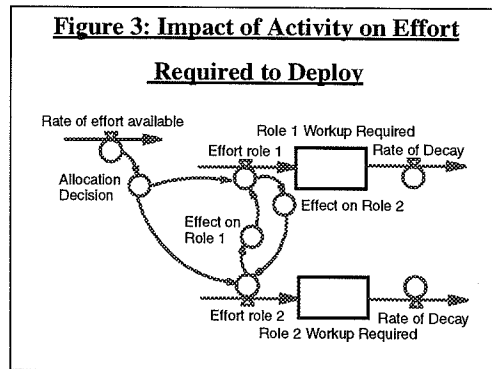 Figure 3: Impact of Activity on Effort
Required to Deploy
Rate of effort available
Role 1 Workup Required
Effort role 1
Rate of Decay
Allocation
Decision
Effect on Role 2
Effect on
Role 1
Effort role 2
Rate of Decay
Role 2 Workup Required